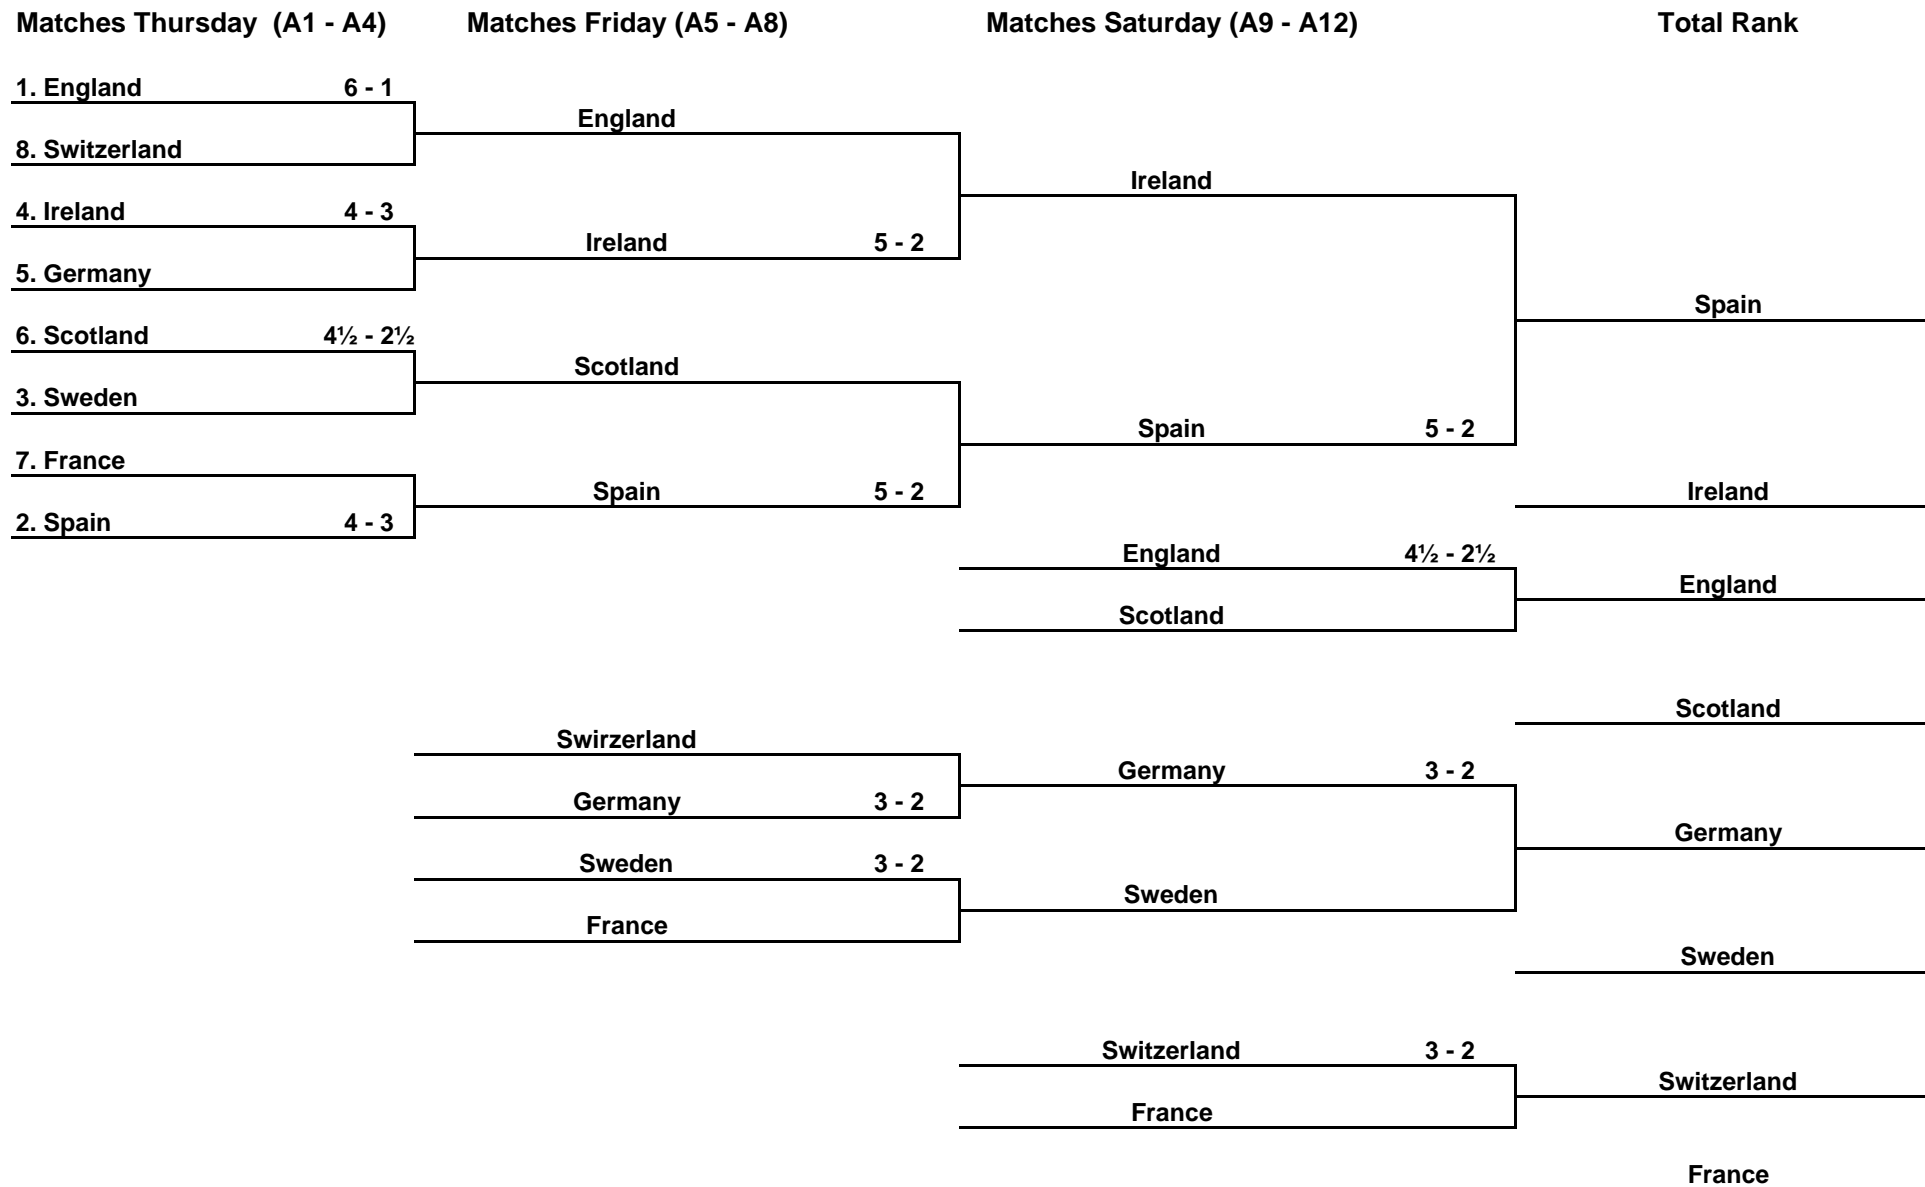 Matches Thursday (A1 - A4) Matches Friday (A5 - A8) Matches Saturday (A9 - A12) Total Rank
1. England 6 - 1
England
8. Switzerland
Ireland
4. Ireland 4 - 3
Ireland 5 - 2
5. Germany
Spain
6. Scotland 4½ - 2½
Scotland
3. Sweden
Spain 5 - 2
7. France
Spain 5 - 2
Ireland
2. Spain 4 - 3
England 4½ - 2½
England
Scotland
Scotland
Swirzerland
Germany 3 - 2
Germany 3 - 2
Germany
Sweden 3 - 2
Sweden
France
Sweden
Switzerland 3 - 2
Switzerland
France
France